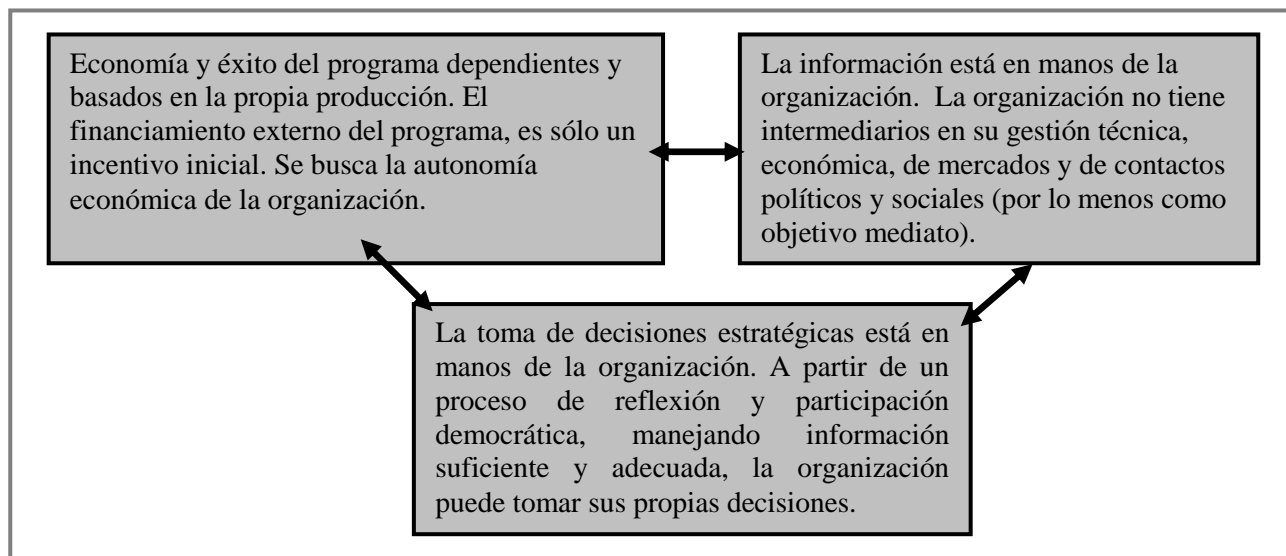 Economía y éxito del programa dependientes y
basados en la propia producción. El
financiamiento externo del programa, es sólo un
incentivo inicial. Se busca la autonomía
económica de la organización.
La información está en manos de la
organización.  La organización no tiene
intermediarios en su gestión técnica,
económica, de mercados y de contactos
políticos y sociales (por lo menos como
objetivo mediato).
La toma de decisiones estratégicas está en
manos de la organización. A partir de un
proceso de reflexión y participación
democrática, manejando información
suficiente y adecuada, la organización
puede tomar sus propias decisiones.